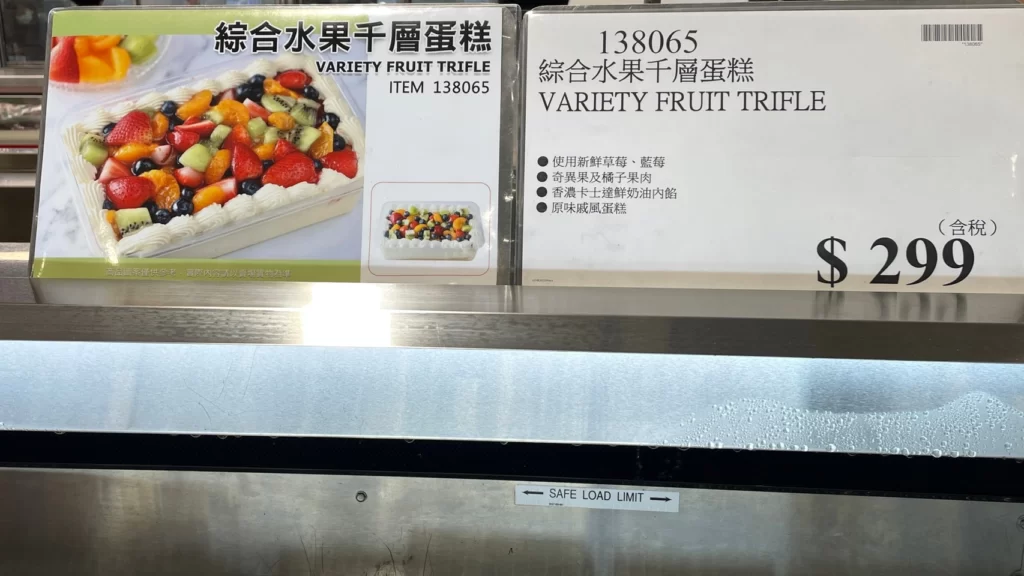 綜合水果千層蛋糕
VARIETY FRUIT TRIFLE
ITEM 138065
138065
綜合水果千層蛋糕
VARIETY FRUIT TRIFLE
● 使用新鮮草莓、藍莓
● 奇異果及橘子果肉
● 香濃卡士達鮮奶油內餡
● 原味戚風蛋糕
（含稅）
$ 299
SAFE LOAD LIMIT